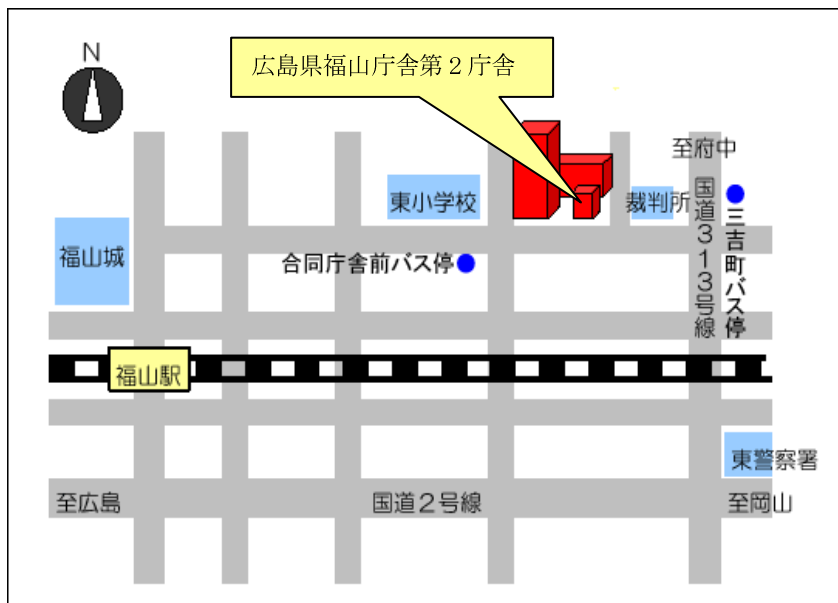 N
広島県福山庁舎第２庁舎
至府中
東小学校
裁判所
国道３１３号線
三吉町バス停
福山城
合同庁舎前バス停
福山駅
東警察署
至広島
国道２号線
至岡山